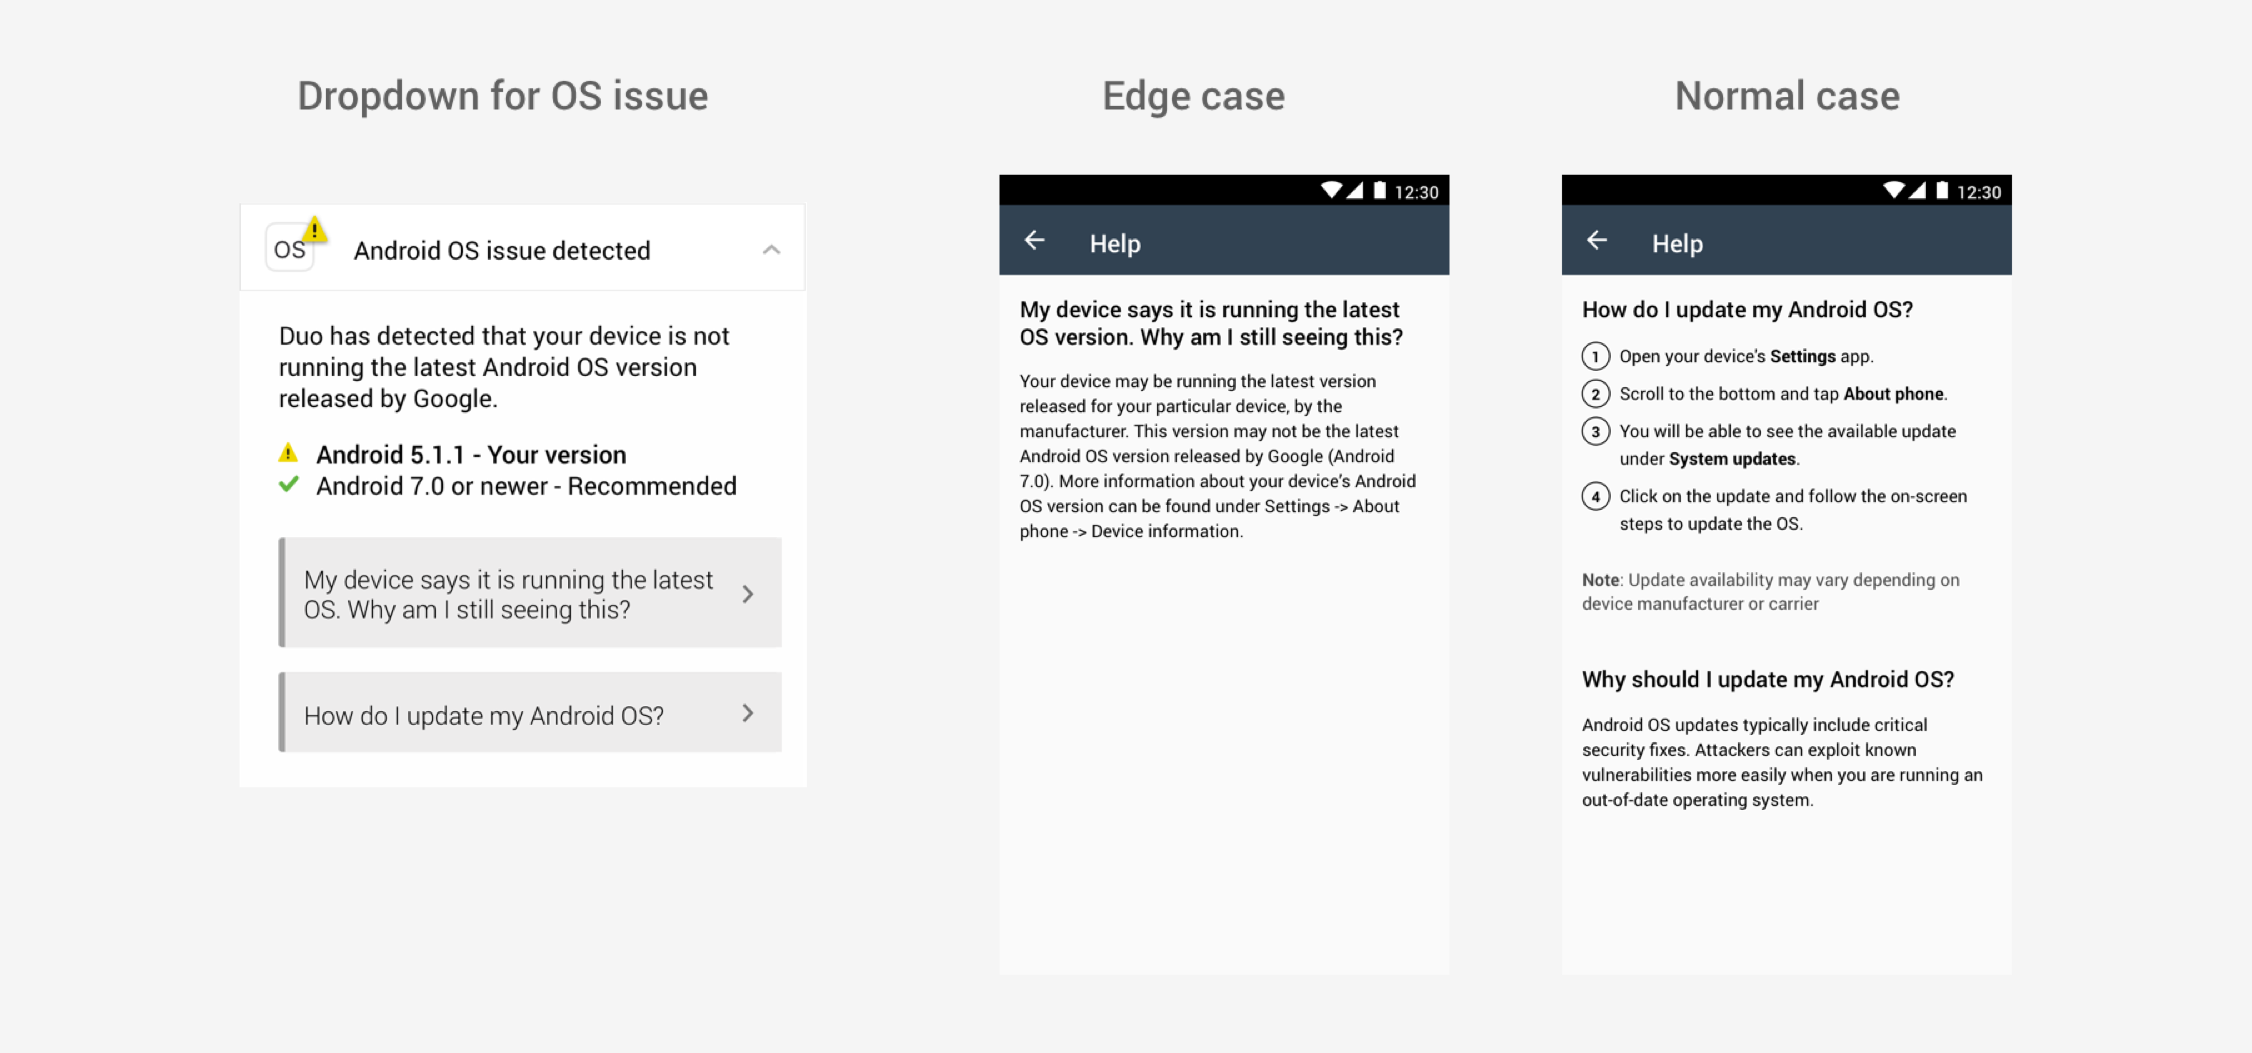 Dropdown for OS issue
OS
Android OS issue detected
Duo has detected that your device is not
running the latest Android OS version
released by Google.
Android 5.1.1 - Your version
Android 7.0 or newer - Recommended
My device says it is running the latest
OS. Why am I still seeing this?
How do I update my Android OS?
Edge case
12:30
Help
My device says it is running the latest
OS version. Why am I still seeing this?
Your device may be running the latest version
released for your particular device, by the
manufacturer. This version may not be the latest
Android OS version released by Google (Android
7.0). More information about your device's Android
OS version can be found under Settings -> About
phone -> Device information.
Normal case
12:30
Help
How do I update my Android OS?
1 Open your device's Settings app.
2 Scroll to the bottom and tap About phone.
3 You will be able to see the available update
under System updates.
4 Click on the update and follow the on-screen
steps to update the OS.
Note: Update availability may vary depending on
device manufacturer or carrier
Why should I update my Android OS?
Android OS updates typically include critical
security fixes. Attackers can exploit known
vulnerabilities more easily when you are running an
out-of-date operating system.